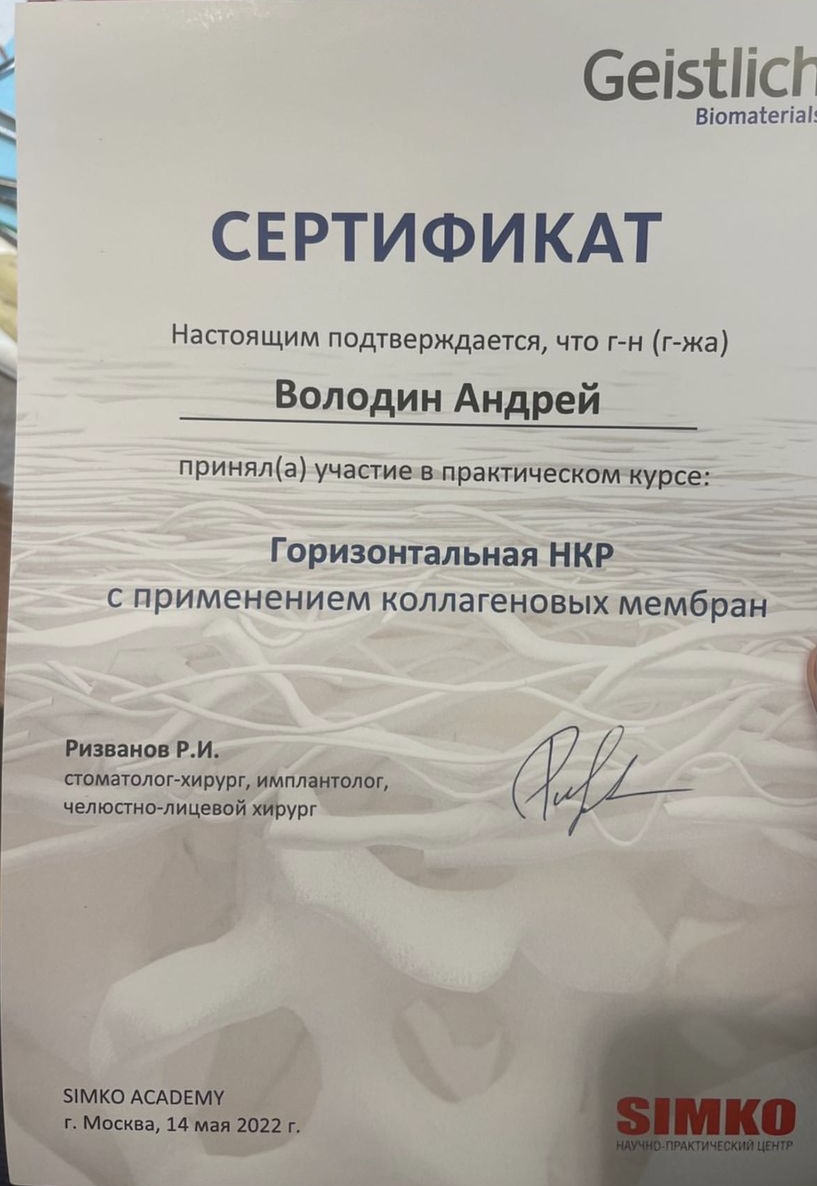 Geistlich
Biomaterials
СЕРТИФИКАТ
Настоящим подтверждается, что г-н (г-жа)
Володин Андрей
принял(а) участие в практическом курсе:
Горизонтальная НКР
с применением коллагеновых мембран
Ризванов Р.И.
стоматолог-хирург, имплантолог,
челюстно-лицевой хирург
SIMKO ACADEMY
г. Москва, 14 мая 2022 г.
SIMKO
НАУЧНО-ПРАКТИЧЕСКИЙ ЦЕНТР